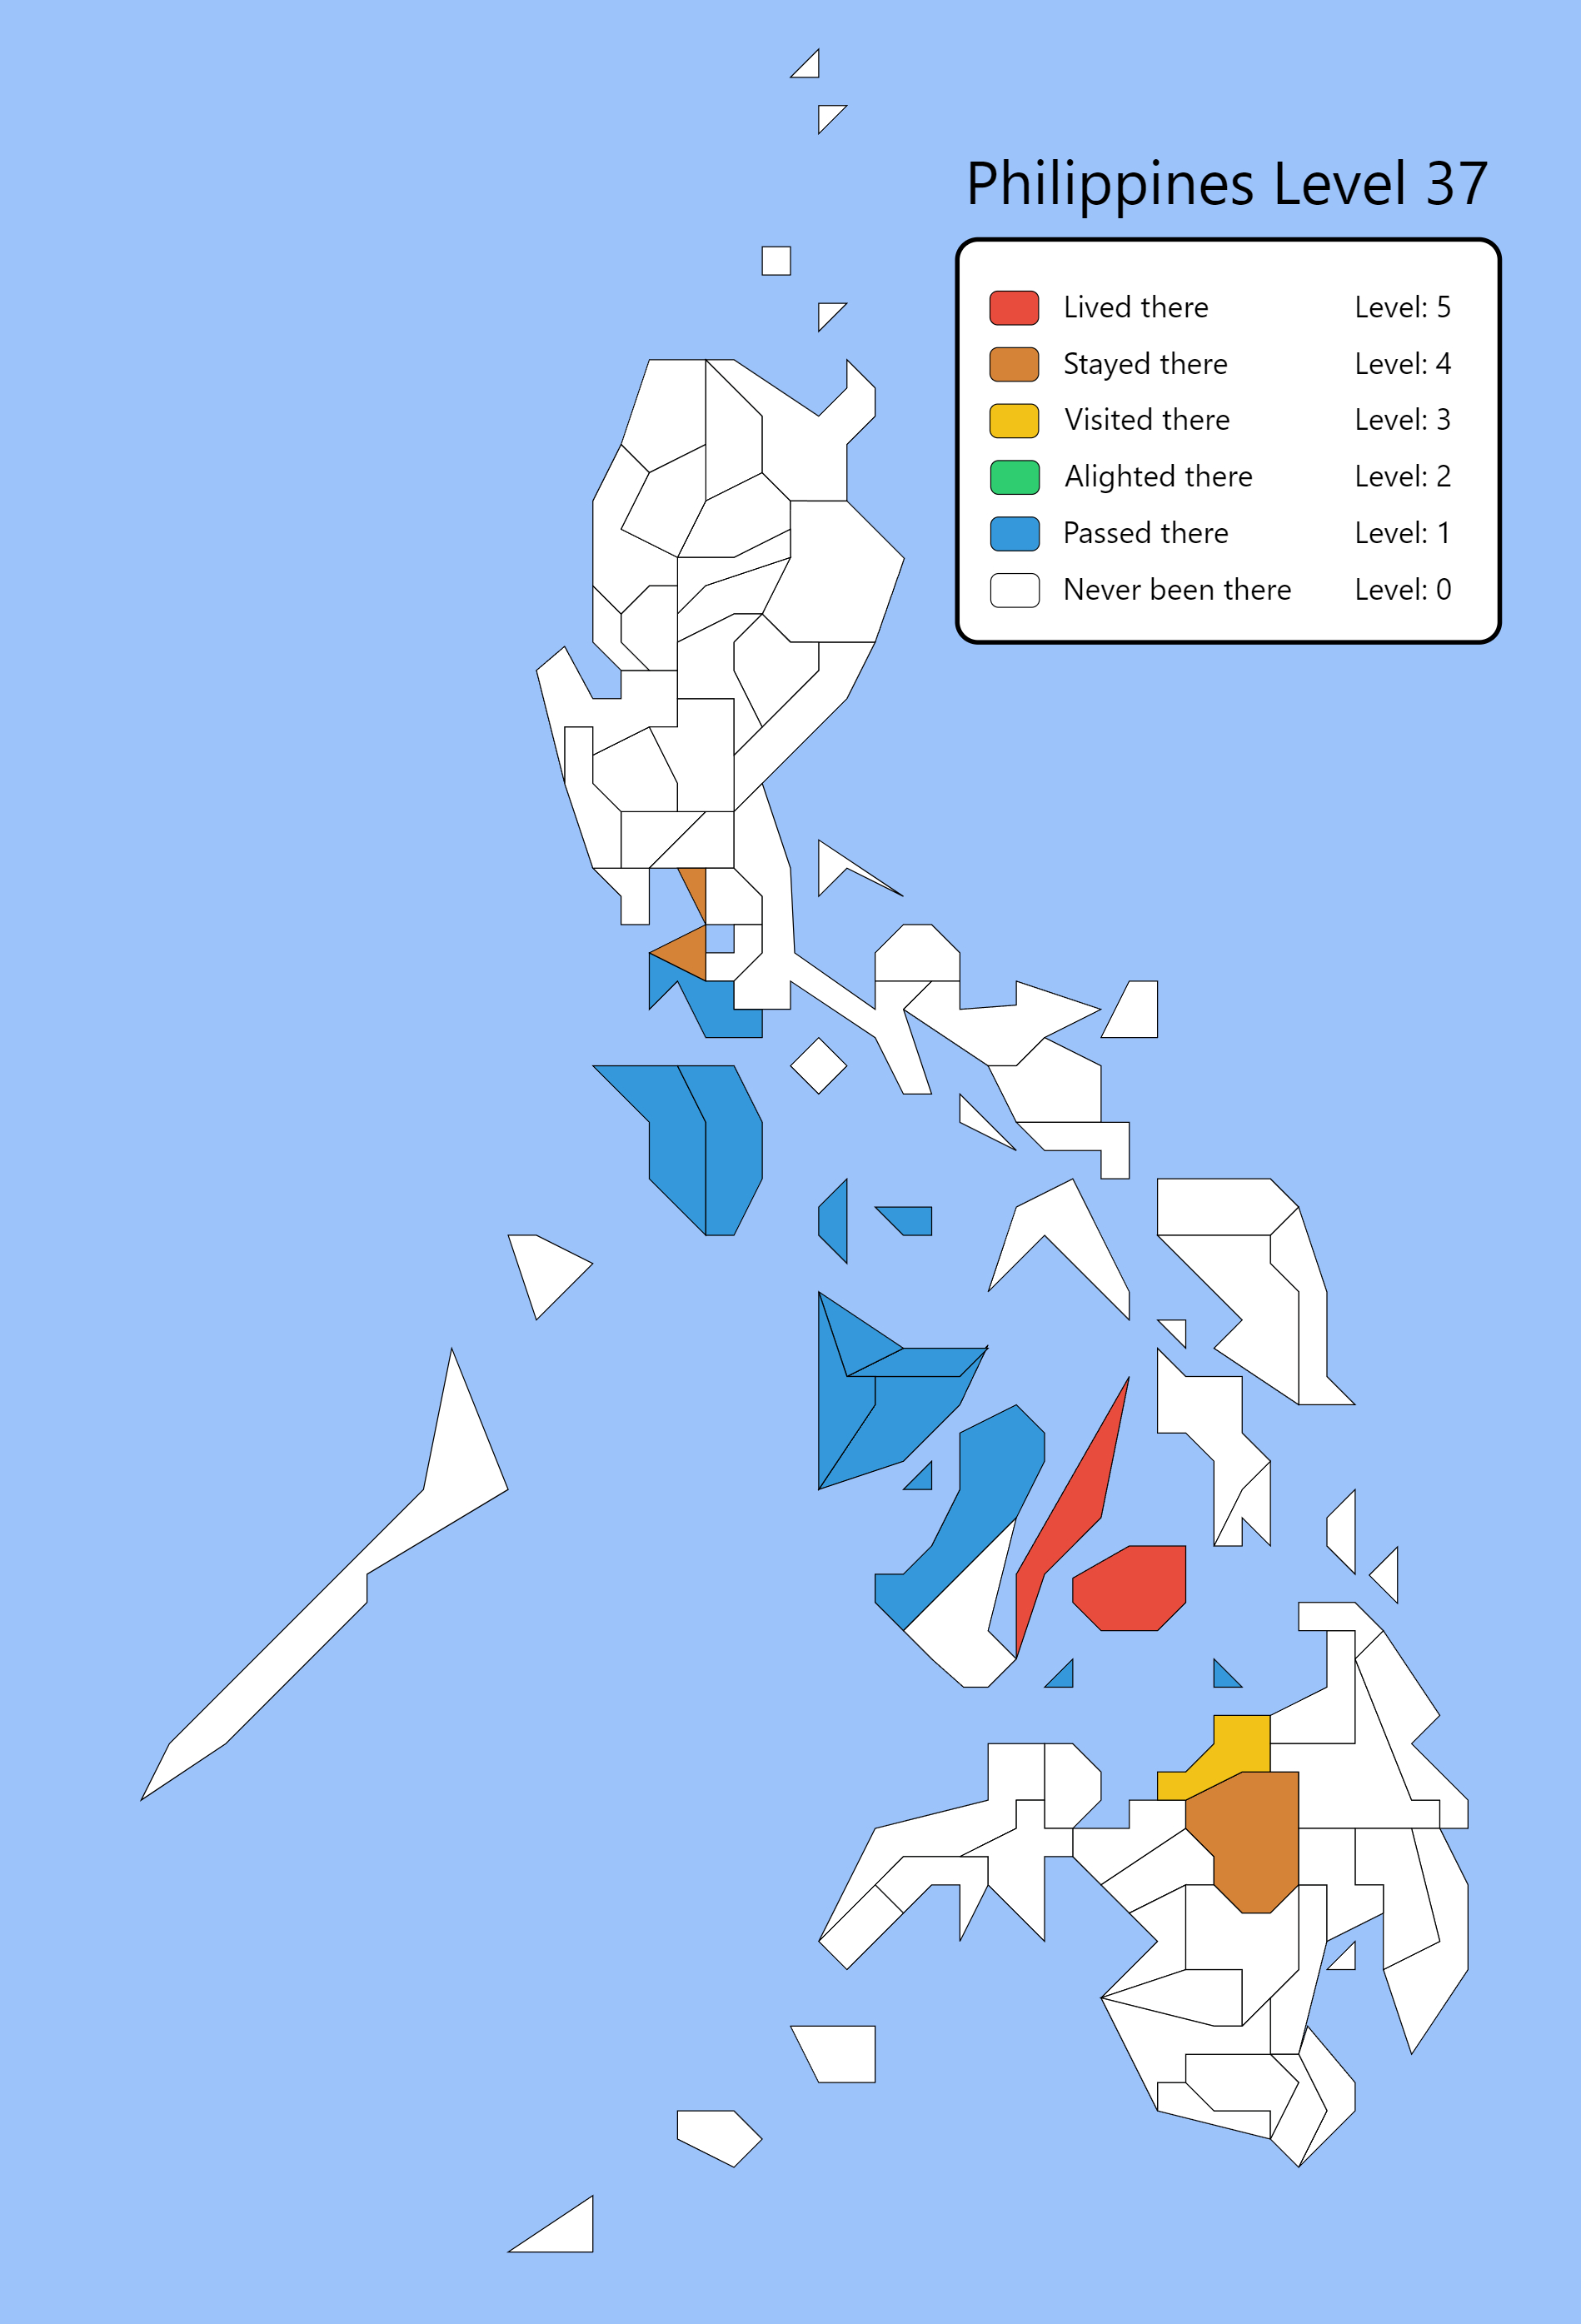 Philippines Level 37
Lived there Level: 5
Stayed there Level: 4
Visited there Level: 3
Alighted there Level: 2
Passed there Level: 1
Never been there Level: 0